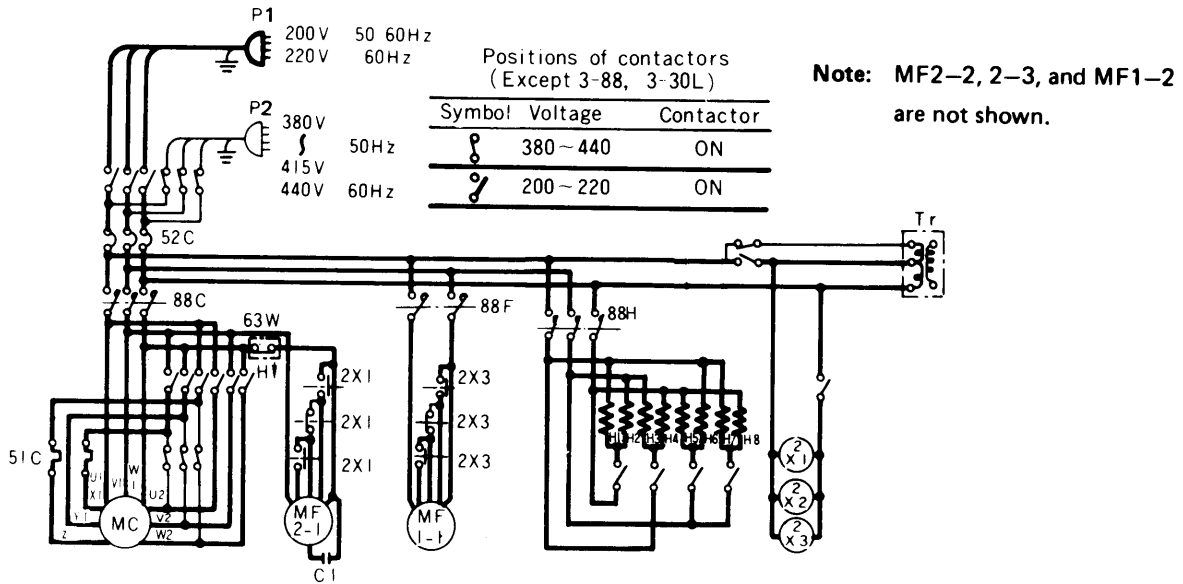 P1
200V 50 60Hz
220V 60Hz
Positions of contactors
(Except 3-88, 3-30L)
Symbol Voltage Contactor
380~440 ON
200~220 ON
Note: MF2-2, 2-3, and MF1-2
are not shown.
P2
380V
50Hz
415V
440V 60Hz
Tr
52C
88C
63W
88F
88H
H
2X1
2X1
2X1
2X3
2X3
2X3
H1 H2 H3 H4 H5 H6 H7 H8
51C
U1 V1 W1
X1 U2
Y1 V2
Z W2
MC
MF
2-1
MF
1-1
C1
2
X1
2
X2
2
X3